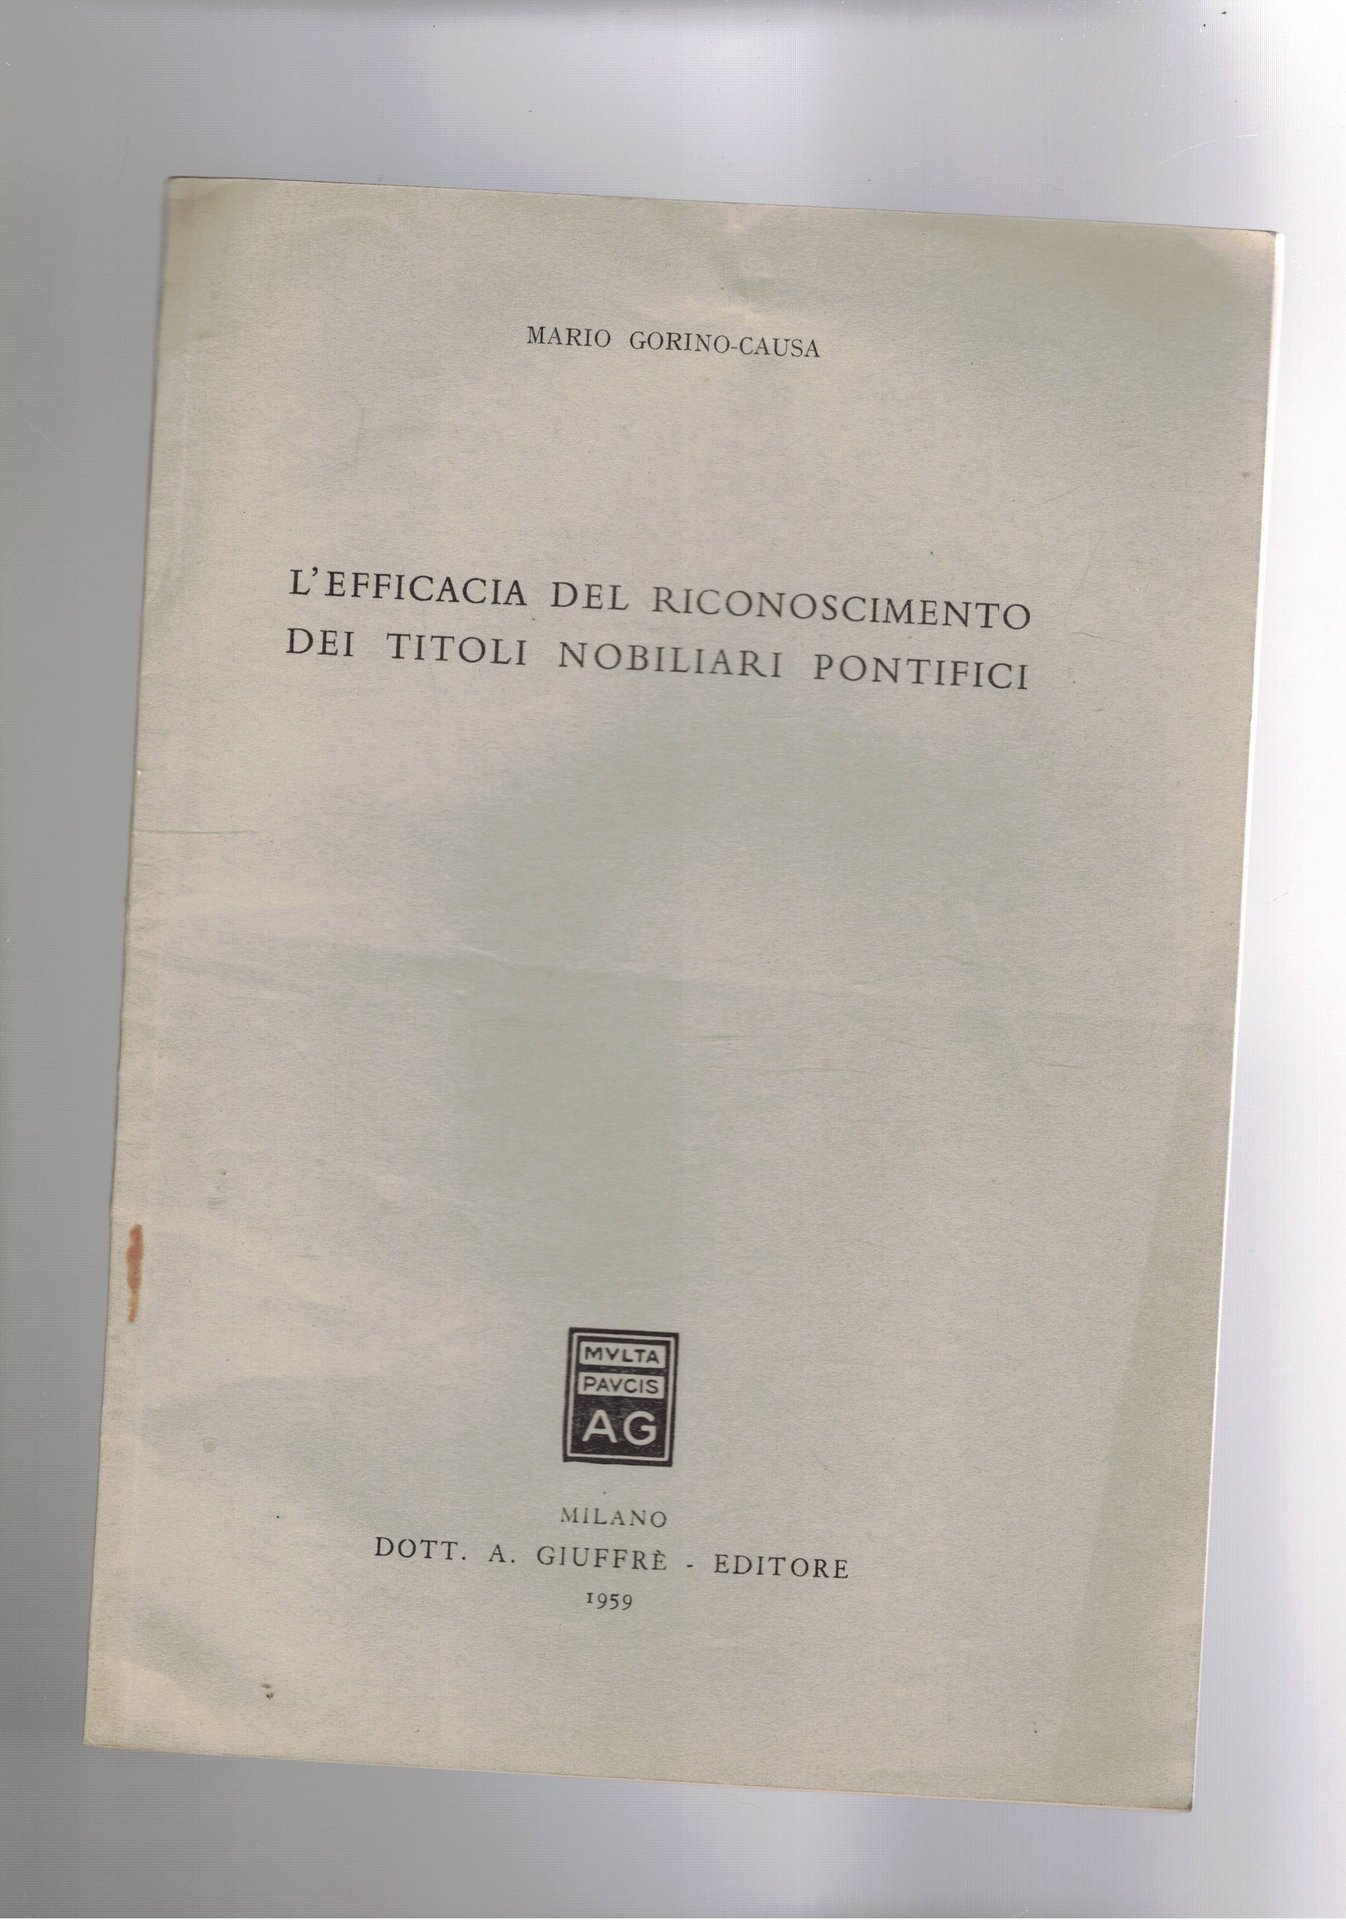 MARIO GORINO-CAUSA
L'EFFICACIA DEL RICONOSCIMENTO
DEI TITOLI NOBILIARI PONTIFICI
MVLTA
PAVCIS
AG
MILANO
DOTT. A. GIUFFRÈ - EDITORE
1959